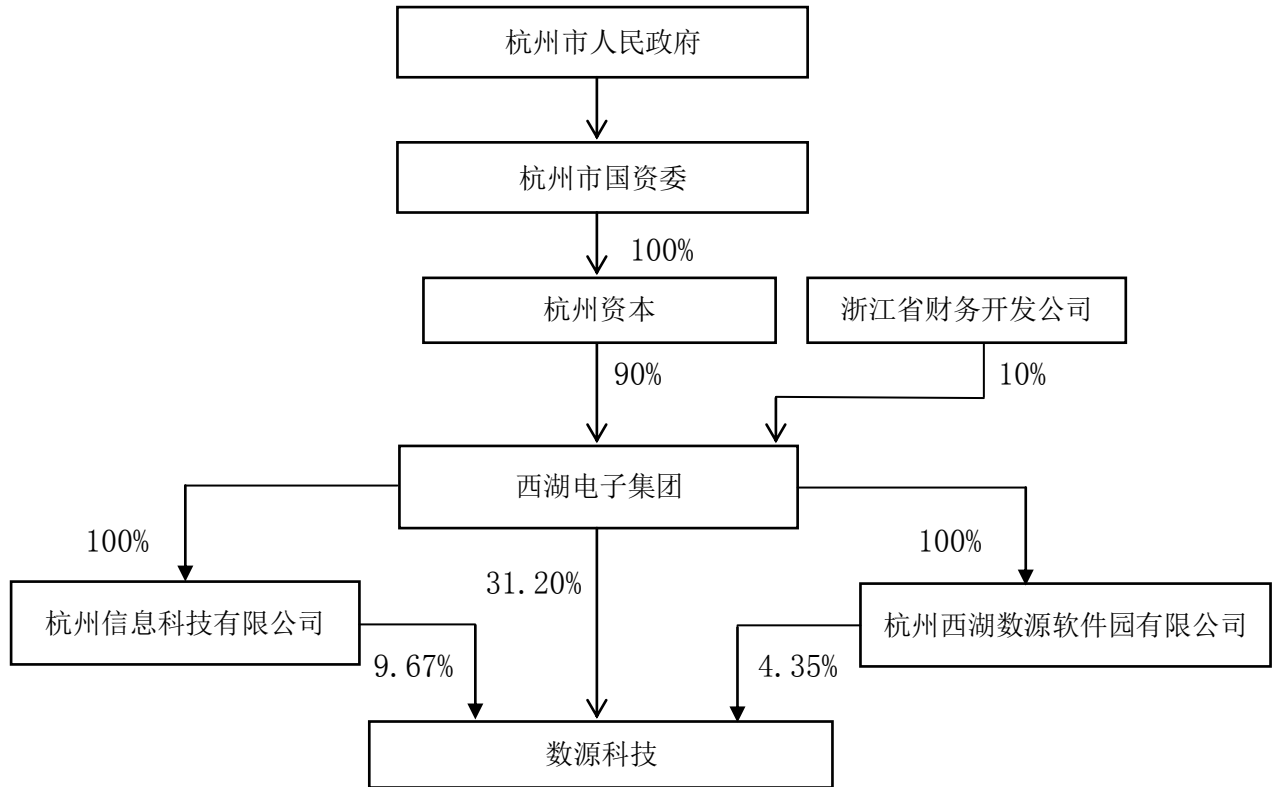 杭州市人民政府
杭州市国资委
100%
杭州资本
浙江省财务开发公司
90%
10%
西湖电子集团
100%
31.20%
100%
杭州信息科技有限公司
杭州西湖数源软件园有限公司
9.67%
4.35%
数源科技